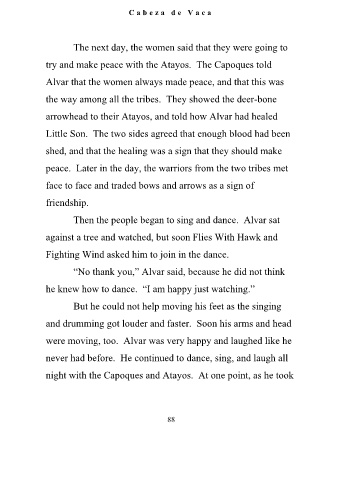 Cabeza de Vaca
The next day, the women said that they were going to
try and make peace with the Atayos. The Capoques told
Alvar that the women always made peace, and that this was
the way among all the tribes. They showed the deer-bone
arrowhead to their Atayos, and told how Alvar had healed
Little Son. The two sides agreed that enough blood had been
shed, and that the healing was a sign that they should make
peace. Later in the day, the warriors from the two tribes met
face to face and traded bows and arrows as a sign of
friendship.
Then the people began to sing and dance. Alvar sat
against a tree and watched, but soon Flies With Hawk and
Fighting Wind asked him to join in the dance.
“No thank you,” Alvar said, because he did not think
he knew how to dance. “I am happy just watching.”
But he could not help moving his feet as the singing
and drumming got louder and faster. Soon his arms and head
were moving, too. Alvar was very happy and laughed like he
never had before. He continued to dance, sing, and laugh all
night with the Capoques and Atayos. At one point, as he took
88